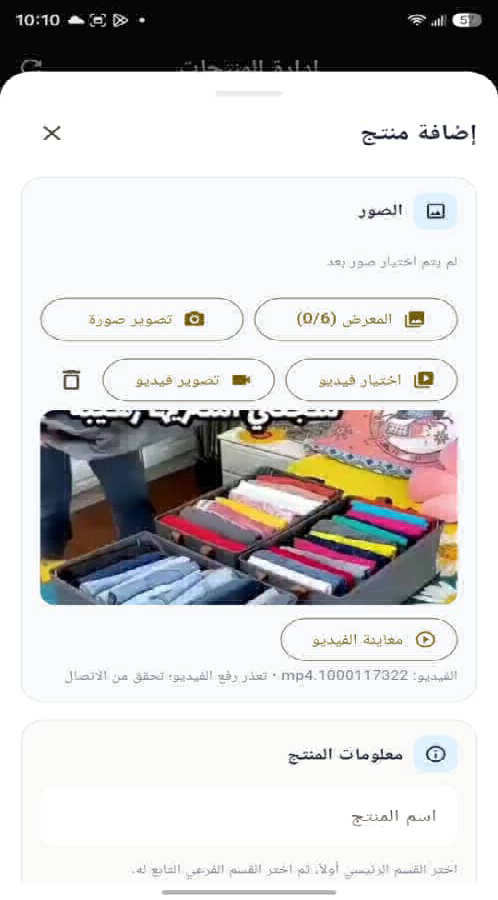 10:10
إدارة المنتجات
إضافة منتج
الصور
لم يتم اختيار صور بعد
المعرض (0/6)
تصوير صورة
اختيار فيديو
تصوير فيديو
معاينة الفيديو
الفيديو: 1000117322.mp4 • تعذر رفع الفيديو؛ تحقق من الاتصال
معلومات المنتج
اسم المنتج
اختر القسم الرئيسي أولاً، ثم اختر القسم الفرعي التابع له.